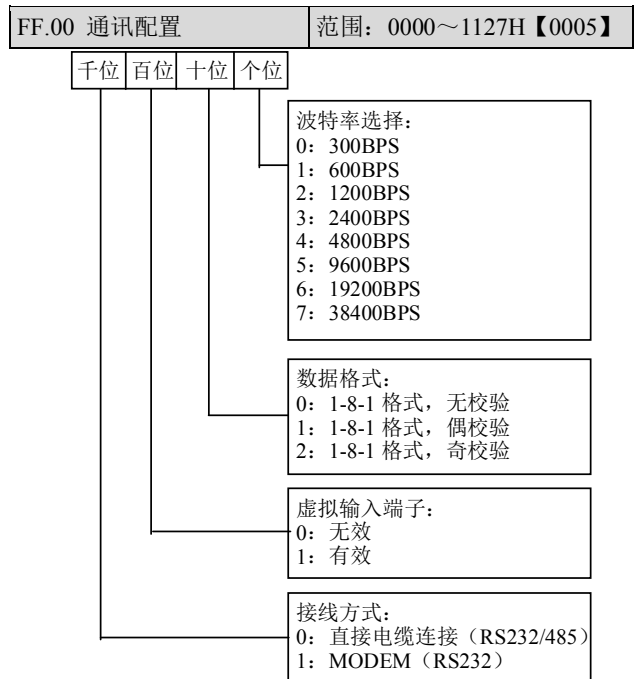 FF.00 通讯配置 范围：0000～1127H【0005】
千位 百位 十位 个位
波特率选择：
0：300BPS
1：600BPS
2：1200BPS
3：2400BPS
4：4800BPS
5：9600BPS
6：19200BPS
7：38400BPS
数据格式：
0：1-8-1 格式，无校验
1：1-8-1 格式，偶校验
2：1-8-1 格式，奇校验
虚拟输入端子：
0：无效
1：有效
接线方式：
0：直接电缆连接（RS232/485）
1：MODEM（RS232）